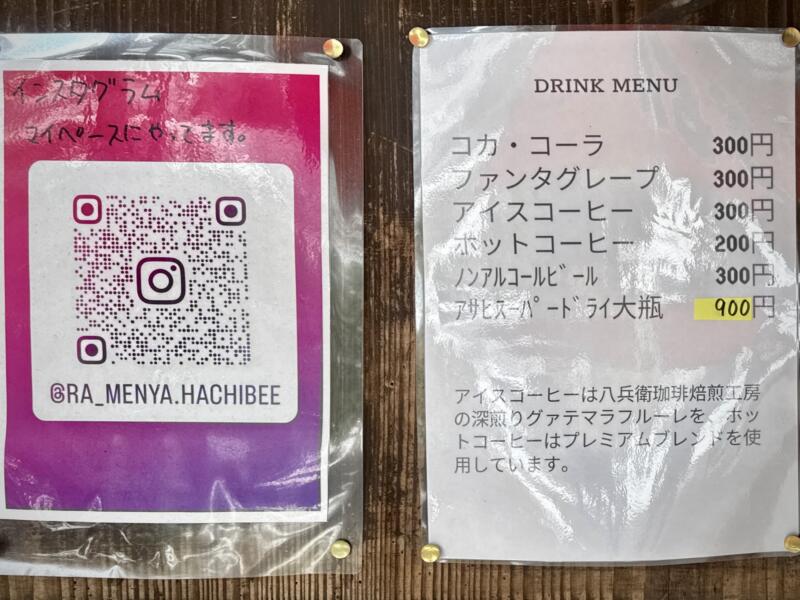 インスタグラム
マイペースにやってます。
@RA_MENYA.HACHIBEE
DRINK MENU
コカ・コーラ 300円
ファンタグレープ 300円
アイスコーヒー 300円
ホットコーヒー 200円
ﾉﾝｱﾙｺｰﾙﾋﾞｰﾙ 300円
ｱｻﾋｽｰﾊﾟｰﾄﾞﾗｲ大瓶 900円
アイスコーヒーは八兵衛珈琲焙煎工房
の深煎りグァテマラフルーレを、ホッ
トコーヒーはプレミアムブレンドを使
用しています。